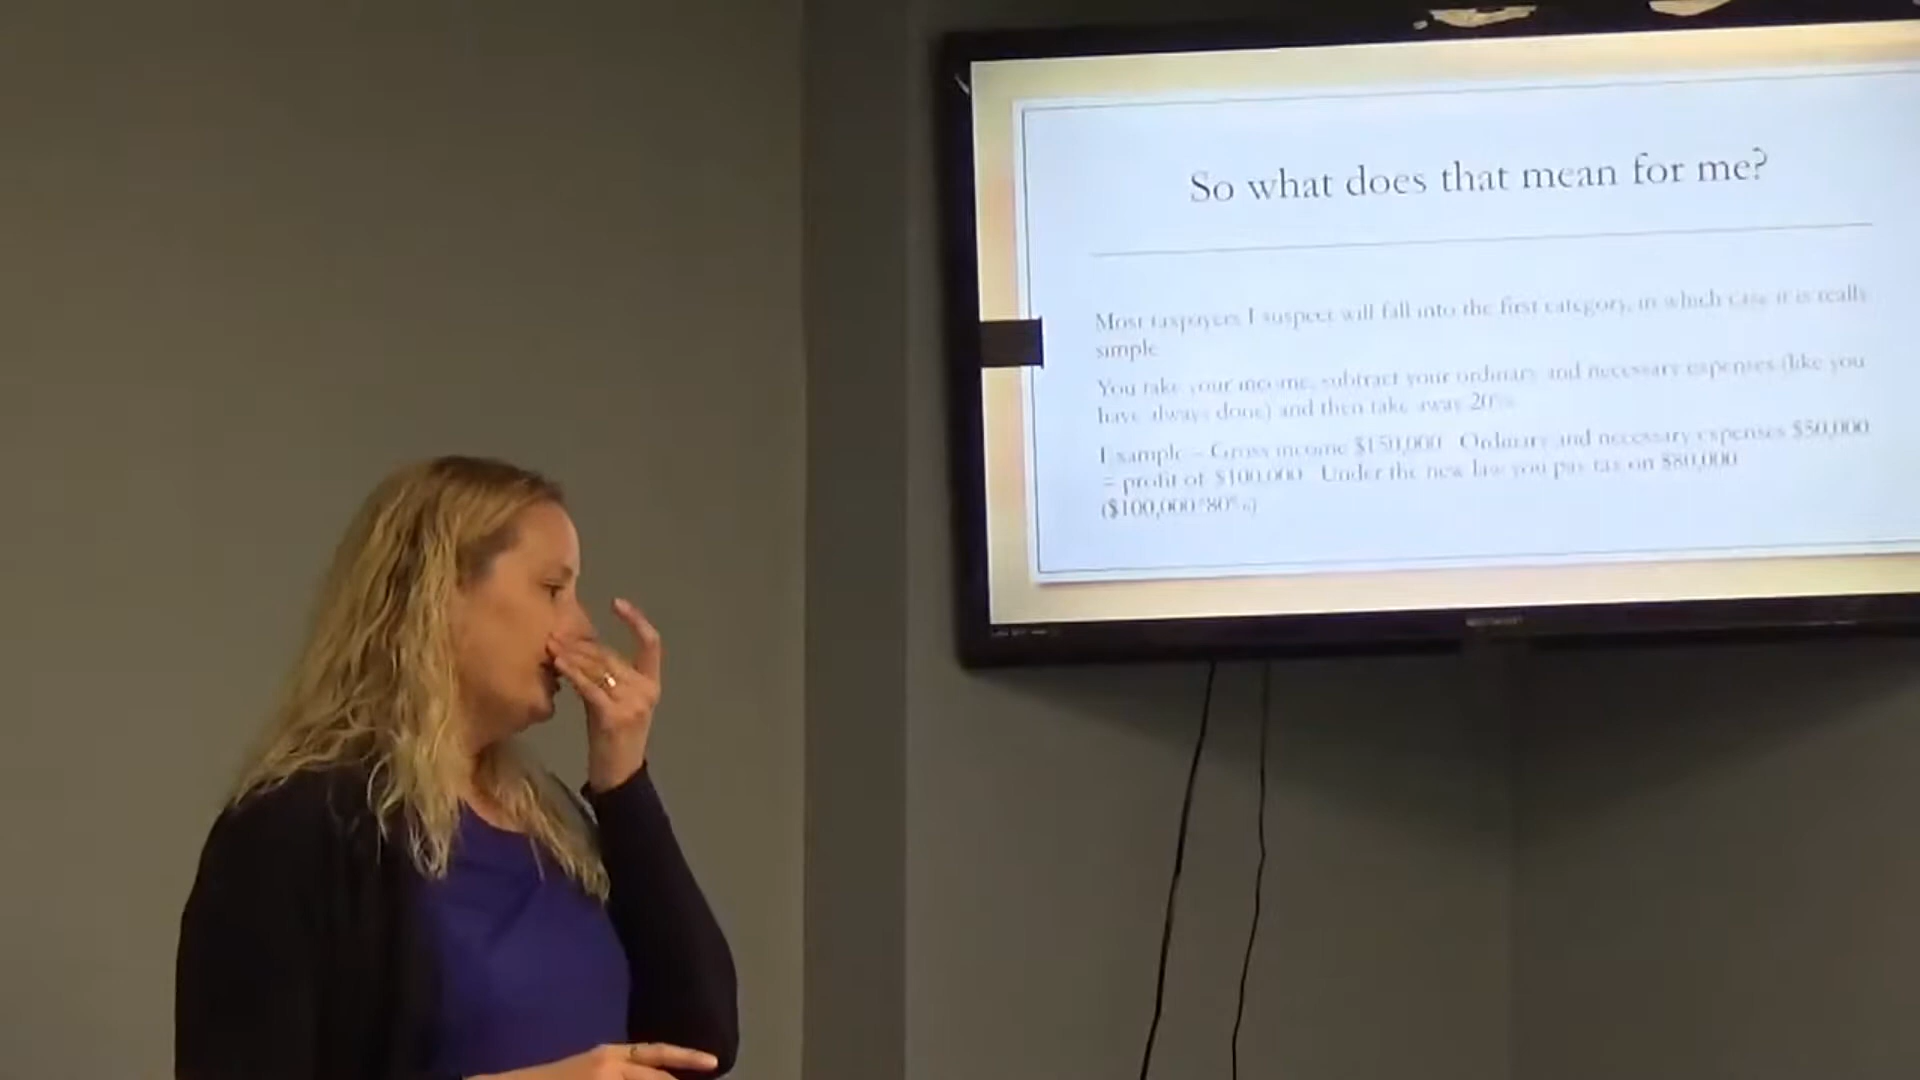 So what does that mean for me?
Most taxpayers I suspect will fall into the first category, in which case it is really
simple
You take your income, subtract your ordinary and necessary expenses (like you
have always done) and then take away 20%
Example – Gross income $150,000 Ordinary and necessary expenses $50,000
= profit of $100,000 Under the new law you pay tax on $80,000
($100,000*80%)